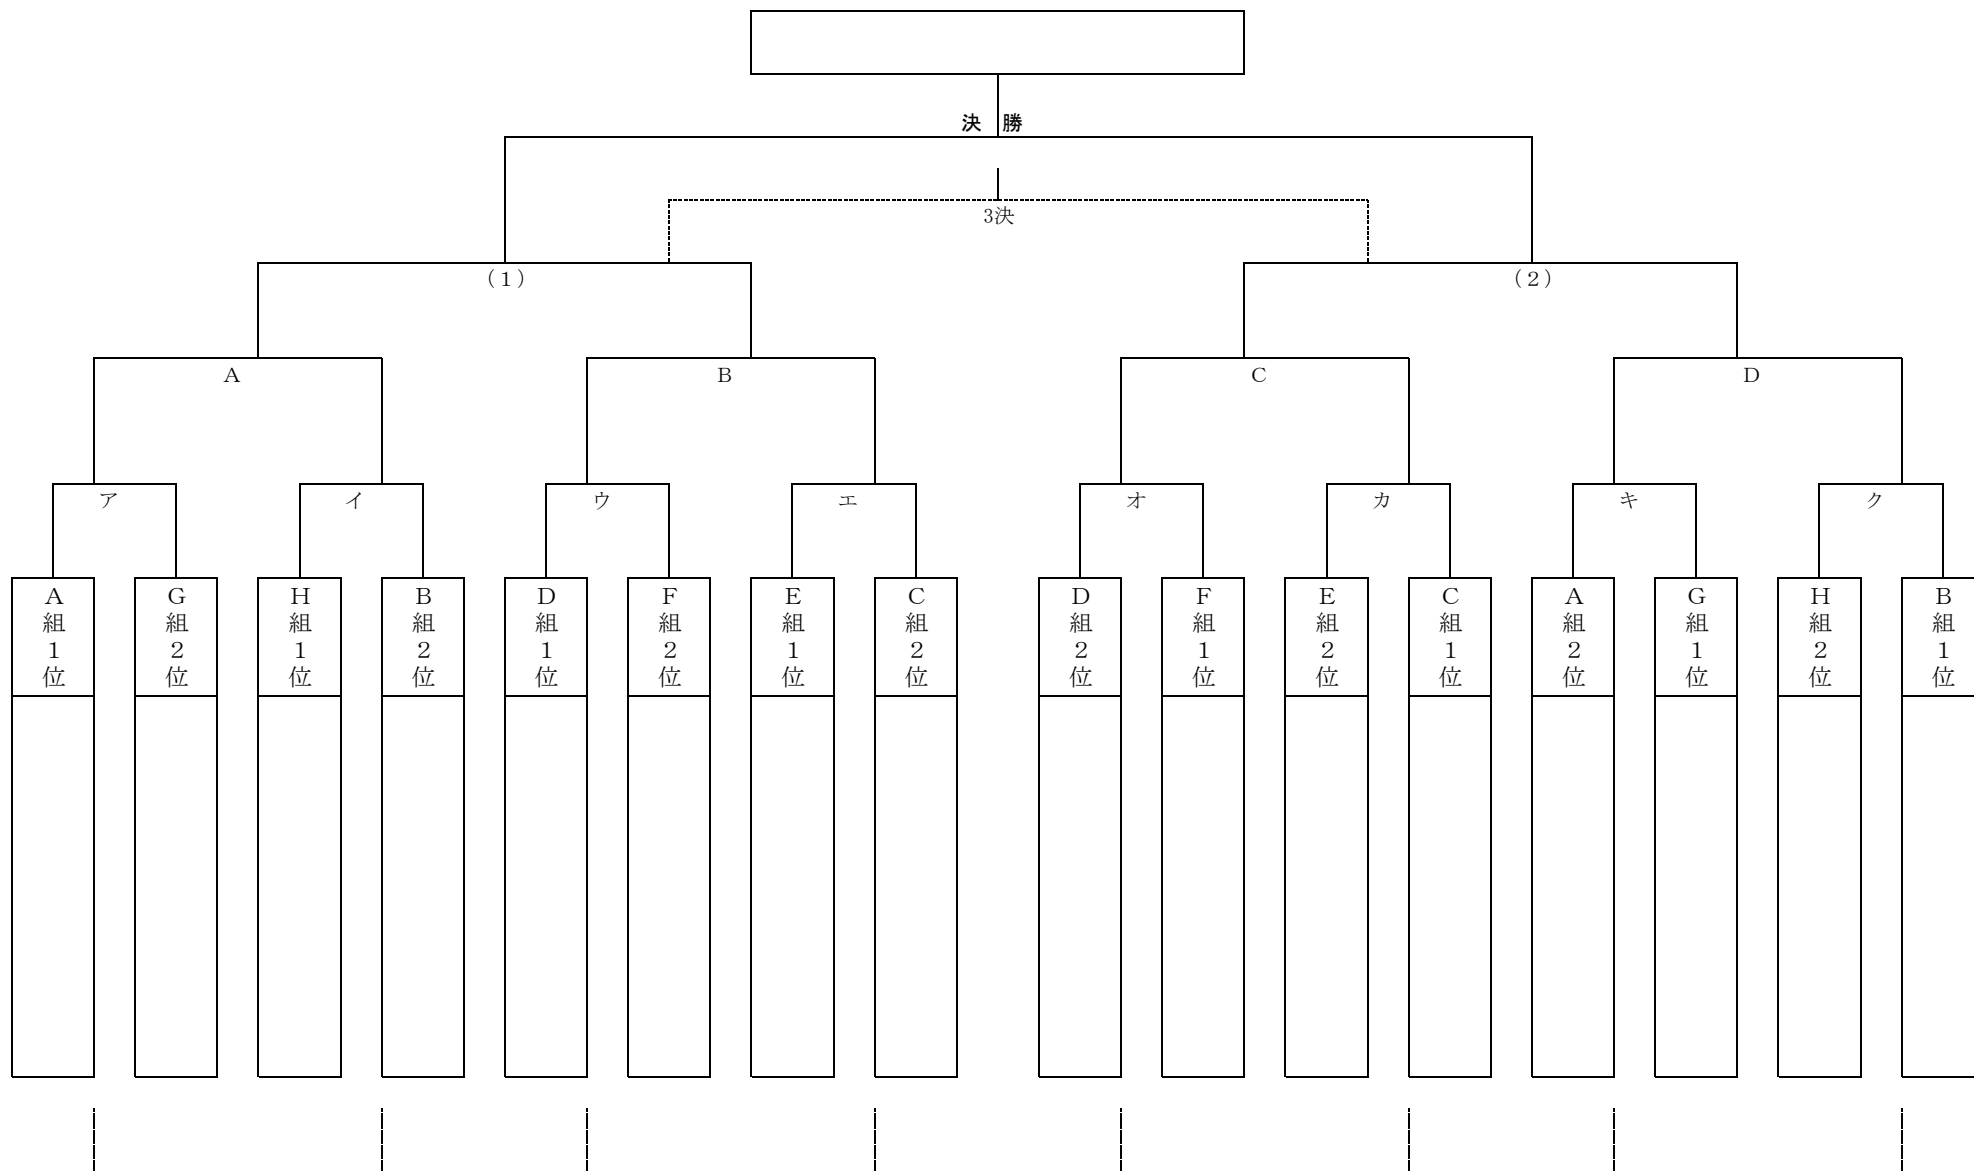 決 勝
3決
（１）
（２）
Ａ
Ｂ
Ｃ
Ｄ
ア
イ
ウ
エ
オ
カ
キ
ク
Ａ組１位
Ｇ組２位
Ｈ組１位
Ｂ組２位
Ｄ組１位
Ｆ組２位
Ｅ組１位
Ｃ組２位
Ｄ組２位
Ｆ組１位
Ｅ組２位
Ｃ組１位
Ａ組２位
Ｇ組１位
Ｈ組２位
Ｂ組１位